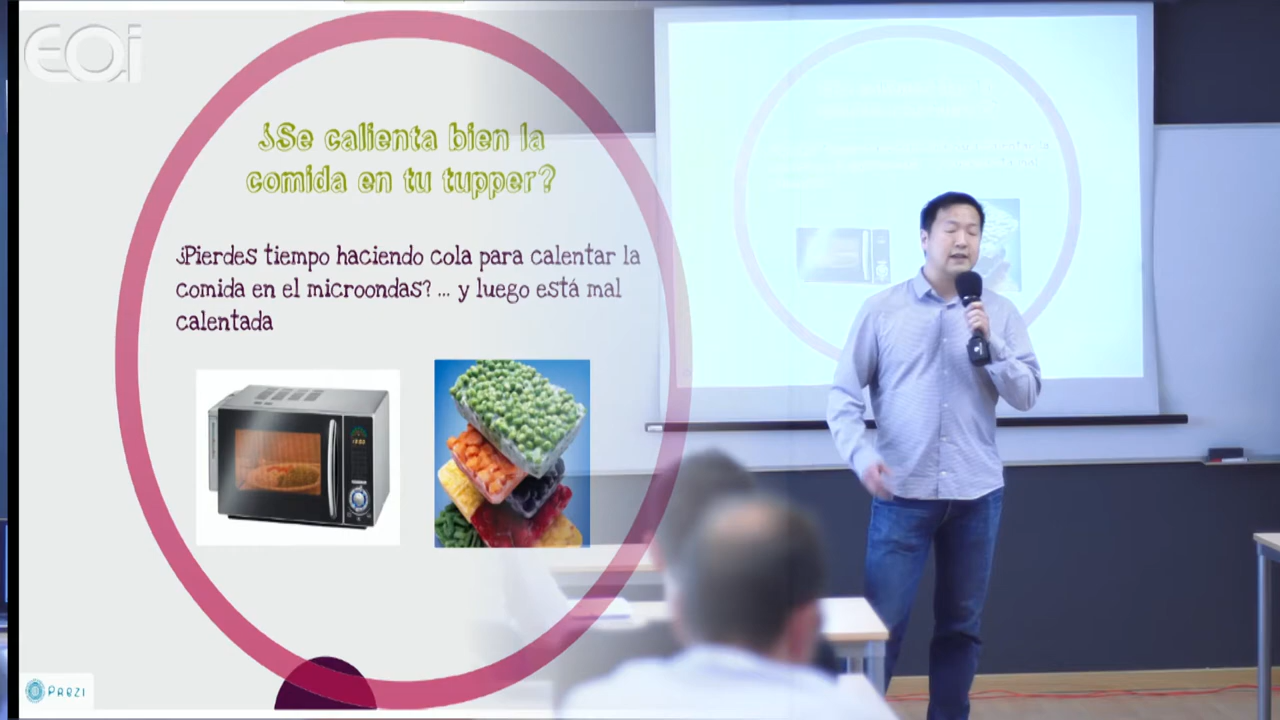 EOi
¿Se calienta bien la
comida en tu tupper?
¿Pierdes tiempo haciendo cola para calentar la
comida en el microondas? ... y luego está mal
calentada
Prezi